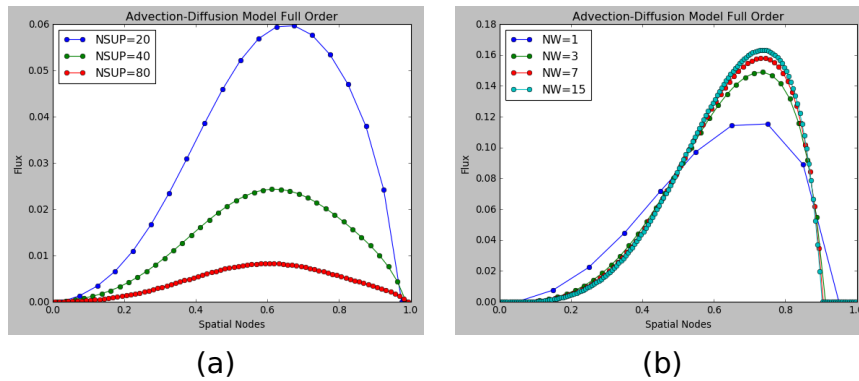 Advection-Diffusion Model Full Order
0.06
0.05
0.04
0.03
0.02
0.01
0.00
Flux
NSUP=20
NSUP=40
NSUP=80
0.0 0.2 0.4 0.6 0.8 1.0
Spatial Nodes
(a)
Advection-Diffusion Model Full Order
0.18
0.16
0.14
0.12
0.10
0.08
0.06
0.04
0.02
0.00
Flux
NW=1
NW=3
NW=7
NW=15
0.0 0.2 0.4 0.6 0.8 1.0
Spatial Nodes
(b)